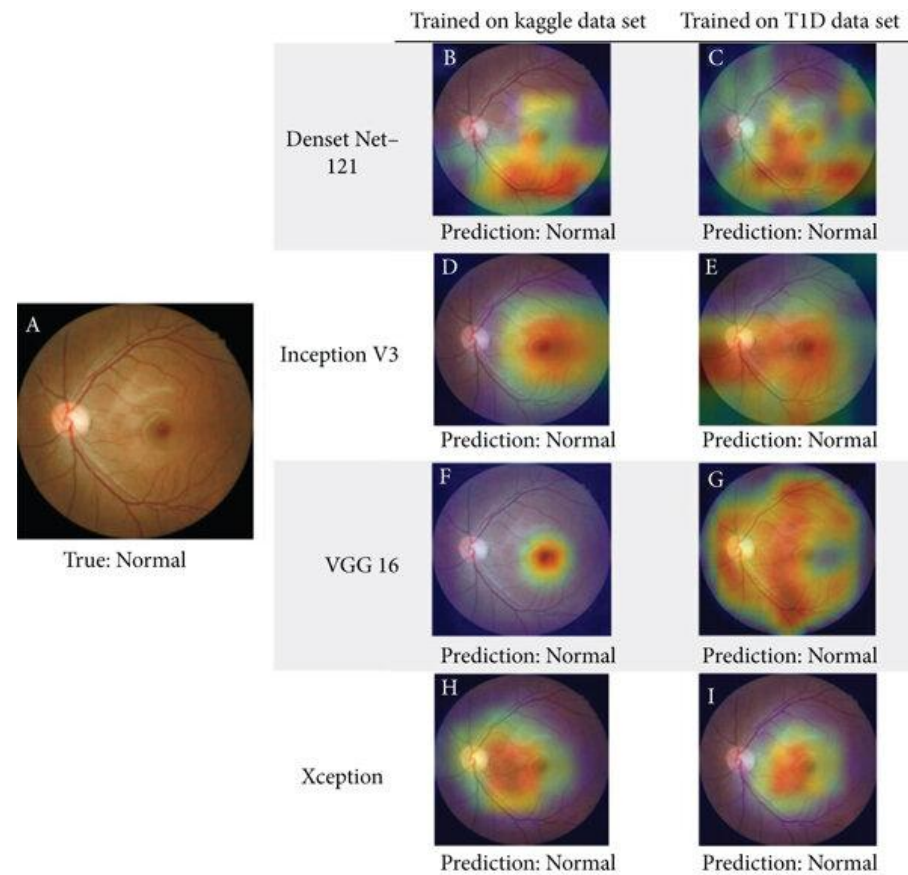 Trained on kaggle data set
Trained on T1D data set
B
C
Denset Net–
121
Prediction: Normal
Prediction: Normal
D
E
Inception V3
Prediction: Normal
Prediction: Normal
A
True: Normal
F
G
VGG 16
Prediction: Normal
Prediction: Normal
H
I
Xception
Prediction: Normal
Prediction: Normal